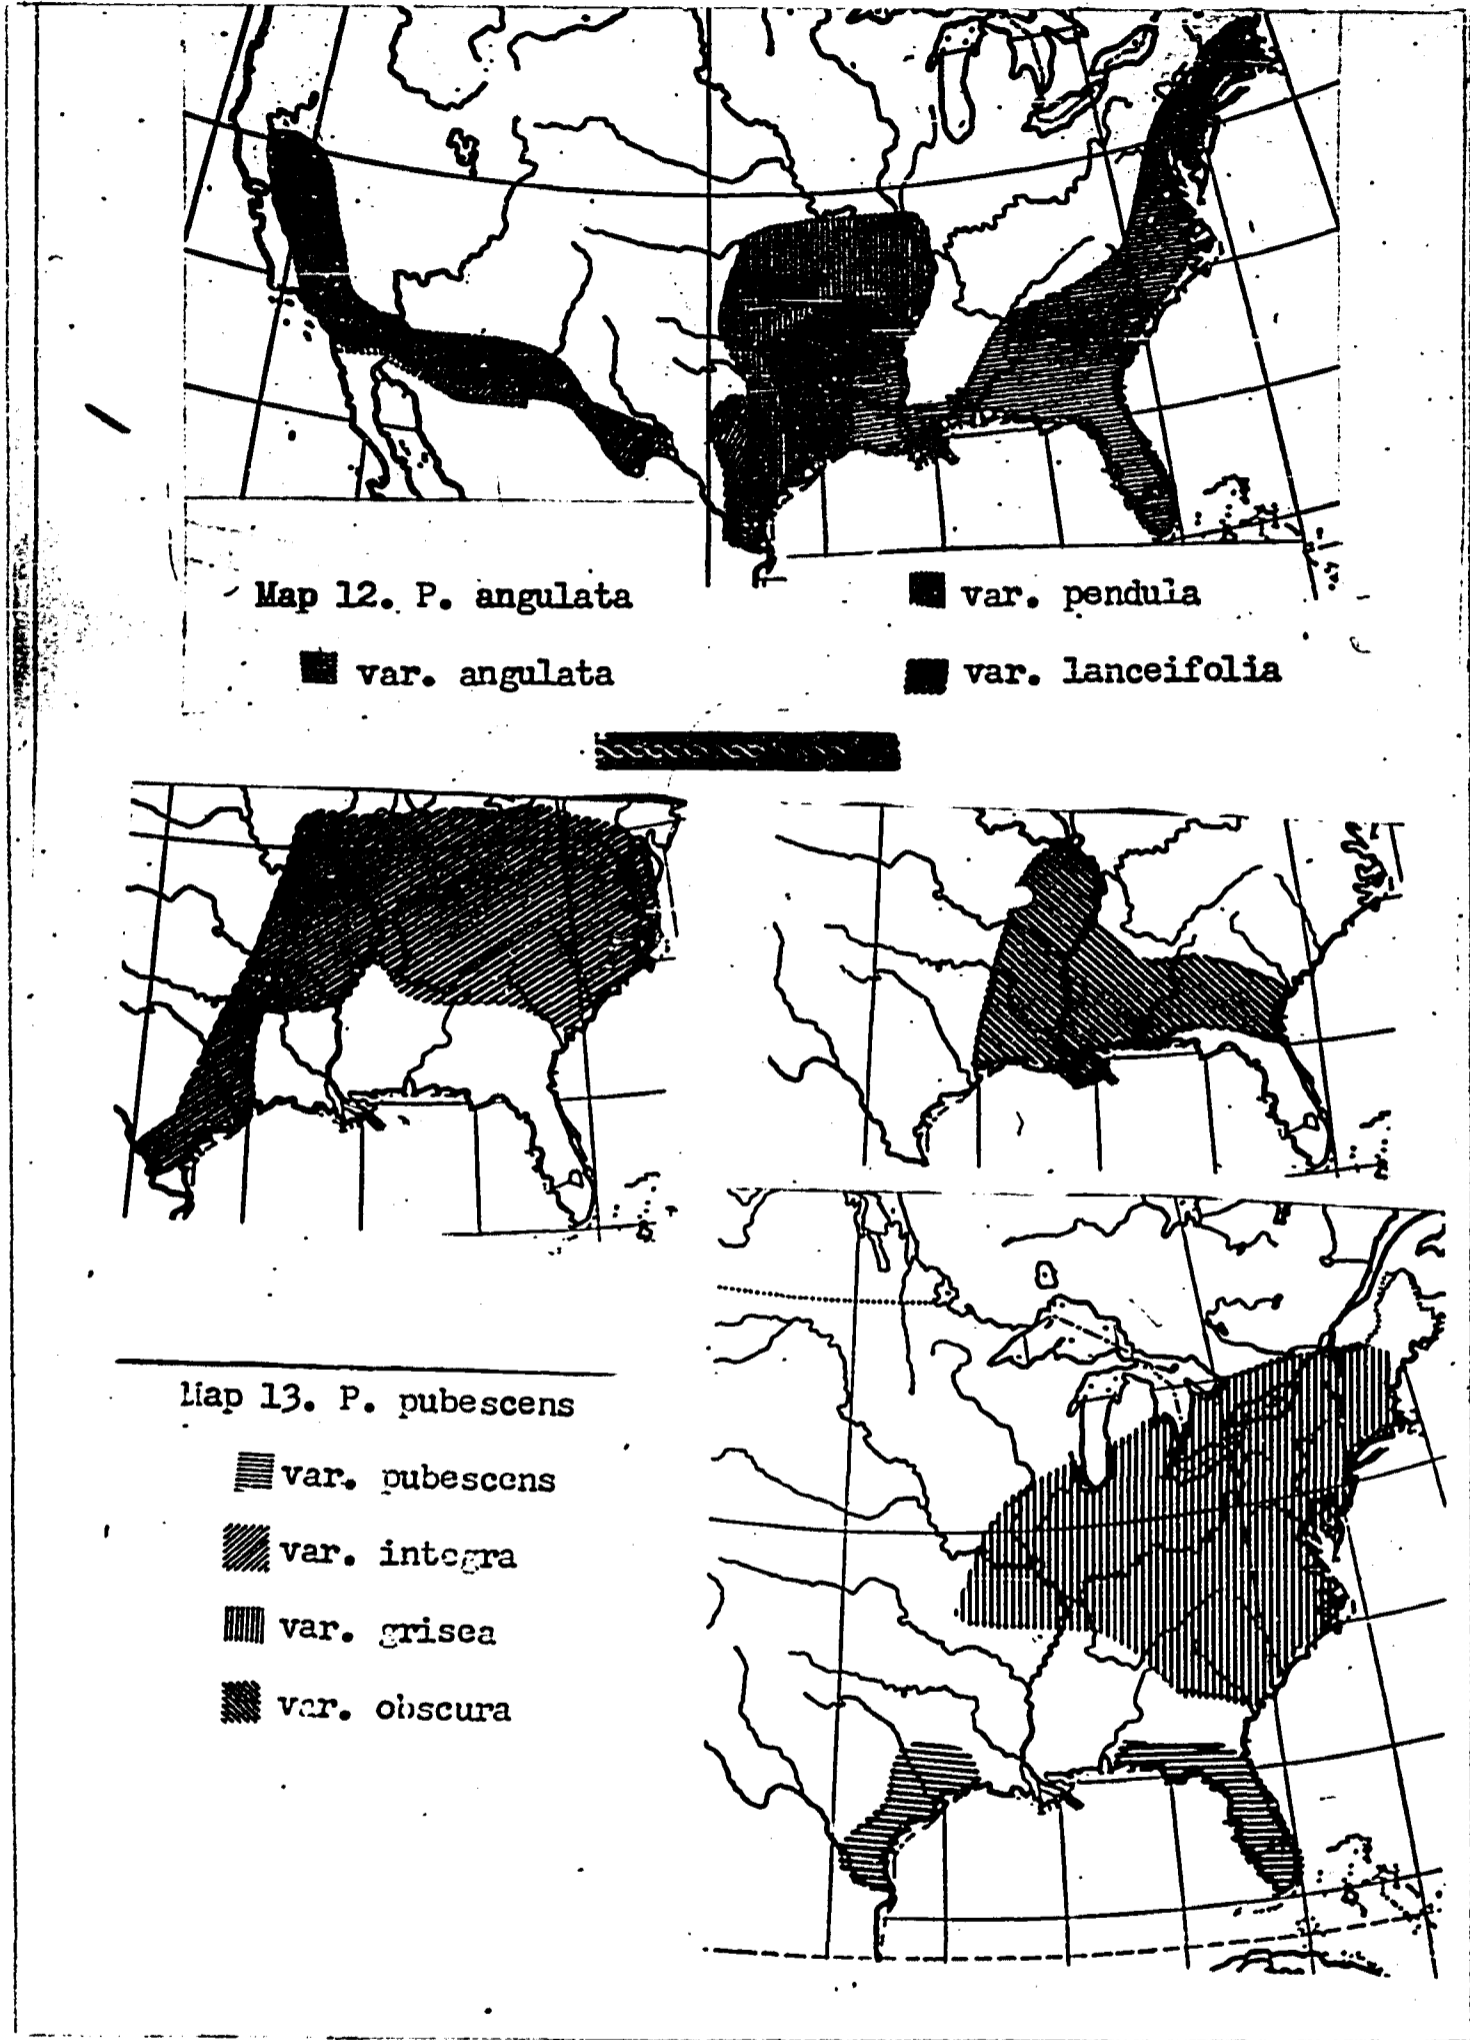 Map 12. P. angulata
var. pendula
var. angulata
var. lanceifolia
Map 13. P. pubescens
var. pubescens
var. integra
var. grisea
var. obscura